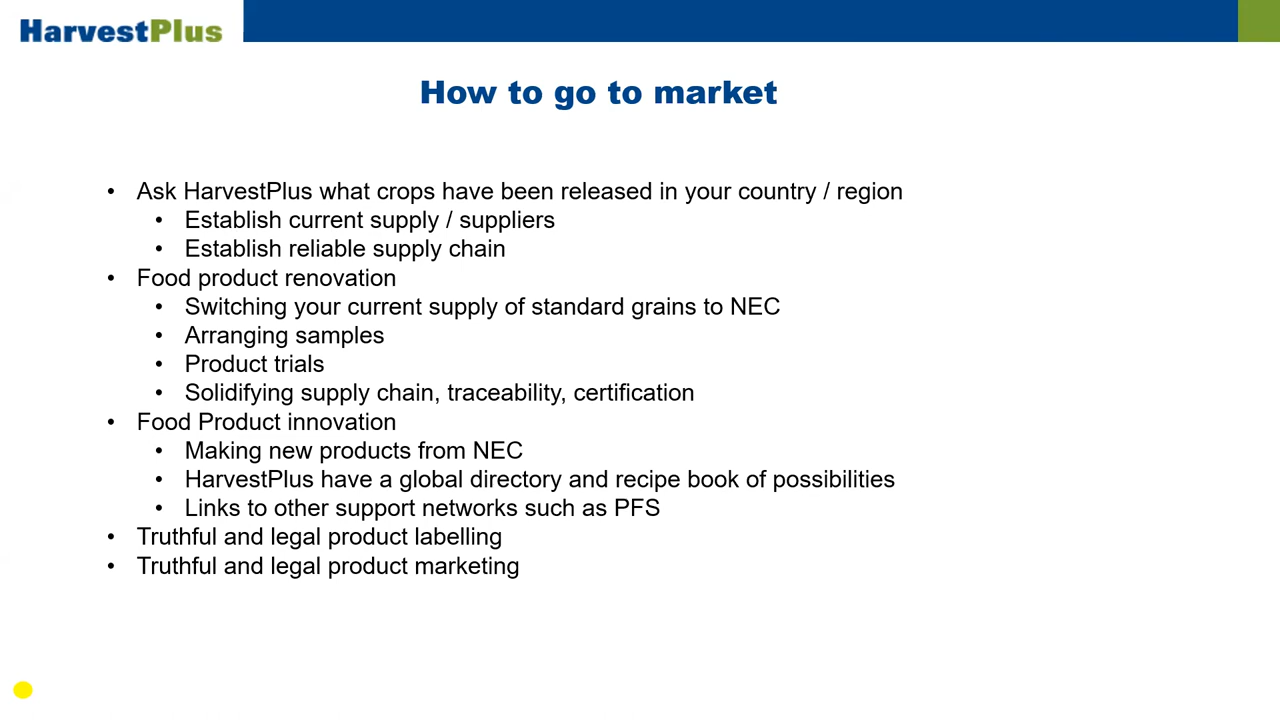 HarvestPlus
How to go to market
• Ask HarvestPlus what crops have been released in your country / region
• Establish current supply / suppliers
• Establish reliable supply chain
• Food product renovation
• Switching your current supply of standard grains to NEC
• Arranging samples
• Product trials
• Solidifying supply chain, traceability, certification
• Food Product innovation
• Making new products from NEC
• HarvestPlus have a global directory and recipe book of possibilities
• Links to other support networks such as PFS
• Truthful and legal product labelling
• Truthful and legal product marketing